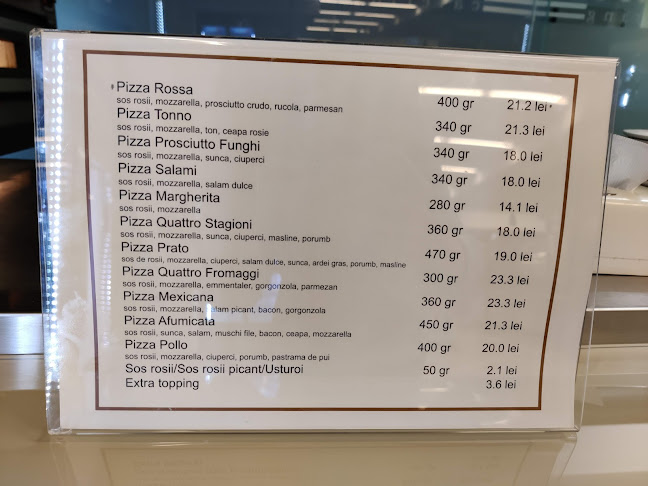 Pizza Rossa 400 gr 21.2 lei
sos rosii, mozzarella, prosciutto crudo, rucola, parmesan
Pizza Tonno 340 gr 21.3 lei
sos rosii, mozzarella, ton, ceapa rosie
Pizza Prosciutto Funghi 340 gr 18.0 lei
sos rosii, mozzarella, sunca, ciuperci
Pizza Salami 340 gr 18.0 lei
sos rosii, mozzarella, salam dulce
Pizza Margherita 280 gr 14.1 lei
sos rosii, mozzarella
Pizza Quattro Stagioni 360 gr 18.0 lei
sos rosii, mozzarella, sunca, ciuperci, masline, porumb
Pizza Prato 470 gr 19.0 lei
sos de rosii, mozzarella, ciuperci, salam dulce, sunca, ardei gras, porumb, masline
Pizza Quattro Fromaggi 300 gr 23.3 lei
sos rosii, mozzarella, emmentaler, gorgonzola, parmezan
Pizza Mexicana 360 gr 23.3 lei
sos rosii, mozzarella, salam picant, bacon, gorgonzola
Pizza Afumicata 450 gr 21.3 lei
sos rosii, sunca, salam, muschi file, bacon, ceapa, mozzarella
Pizza Pollo 400 gr 20.0 lei
sos rosii, mozzarella, ciuperci, porumb, pastrama de pui
Sos rosii/Sos rosii picant/Usturoi 50 gr 2.1 lei
Extra topping 3.6 lei